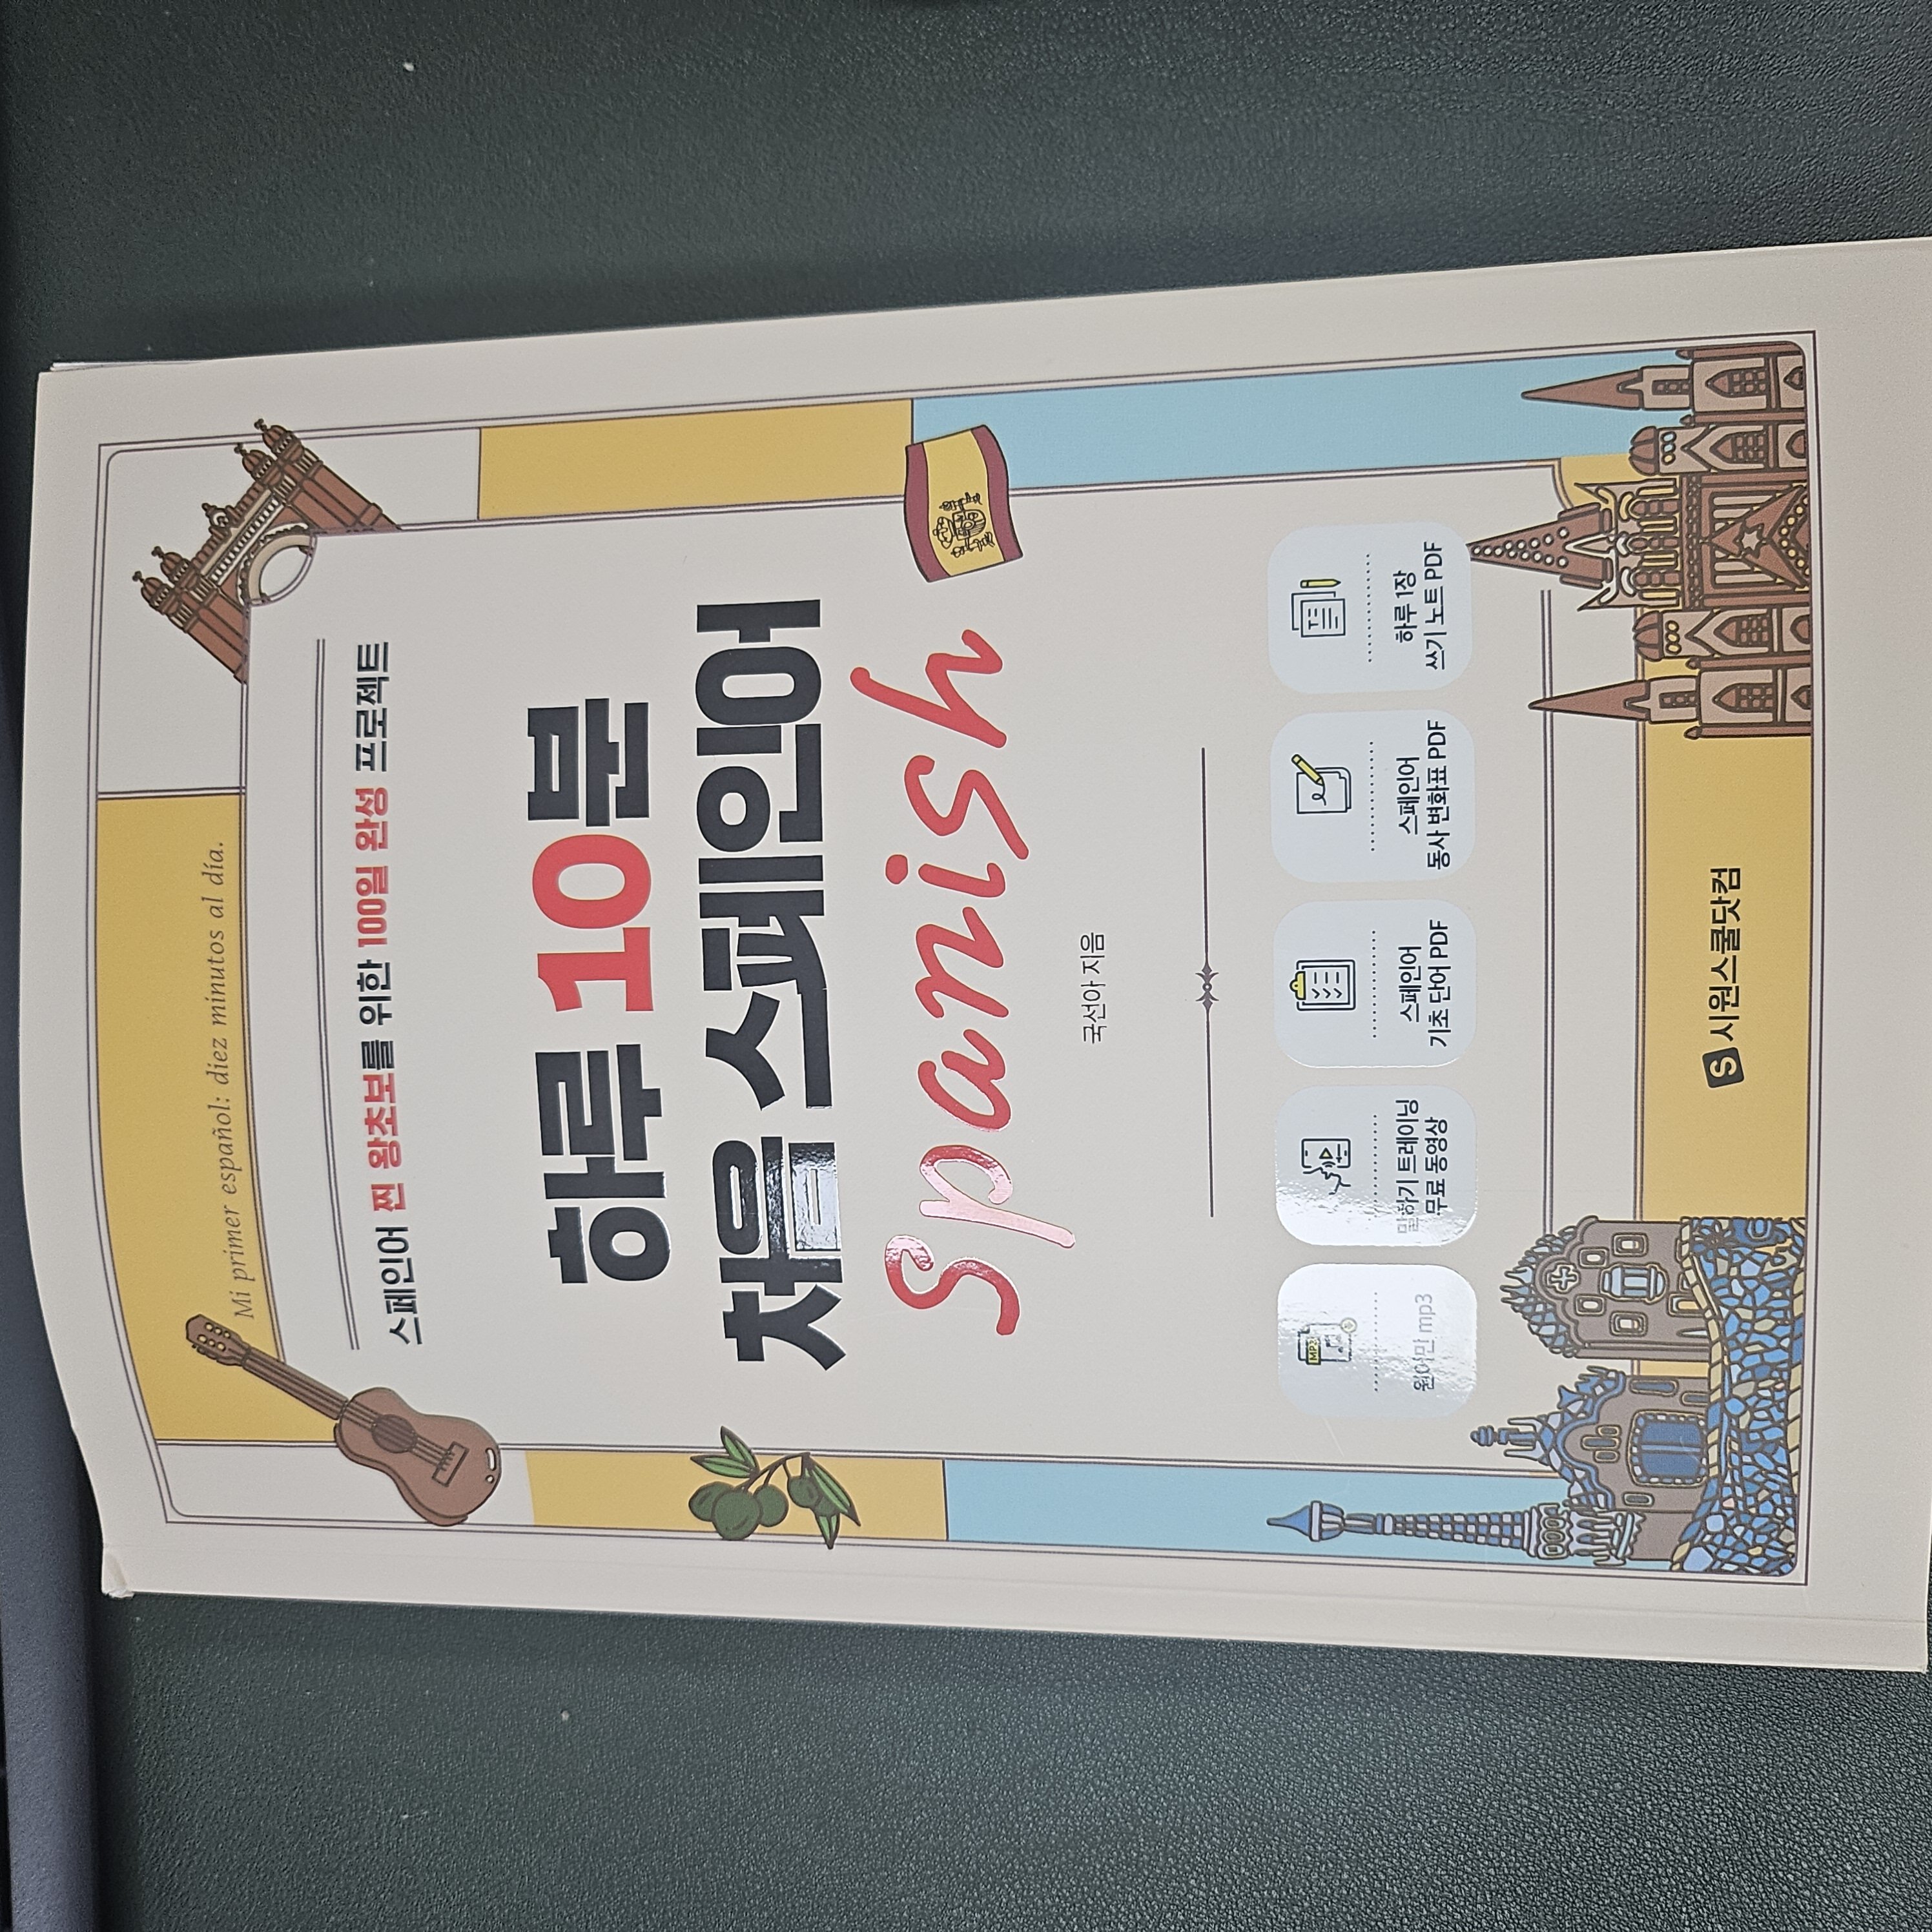 Mi primer español: diez minutos al día.
스페인어 찐 왕초보를 위한 100일 완성 프로젝트
하루 10분
처음 스페인어
Spanish
국선아 지음
MP3
원어민 mp3
말하기 트레이닝
무료 동영상
스페인어
기초 단어 PDF
스페인어
동사 변화표 PDF
하루 1장
쓰기 노트 PDF
S 시원스쿨닷컴